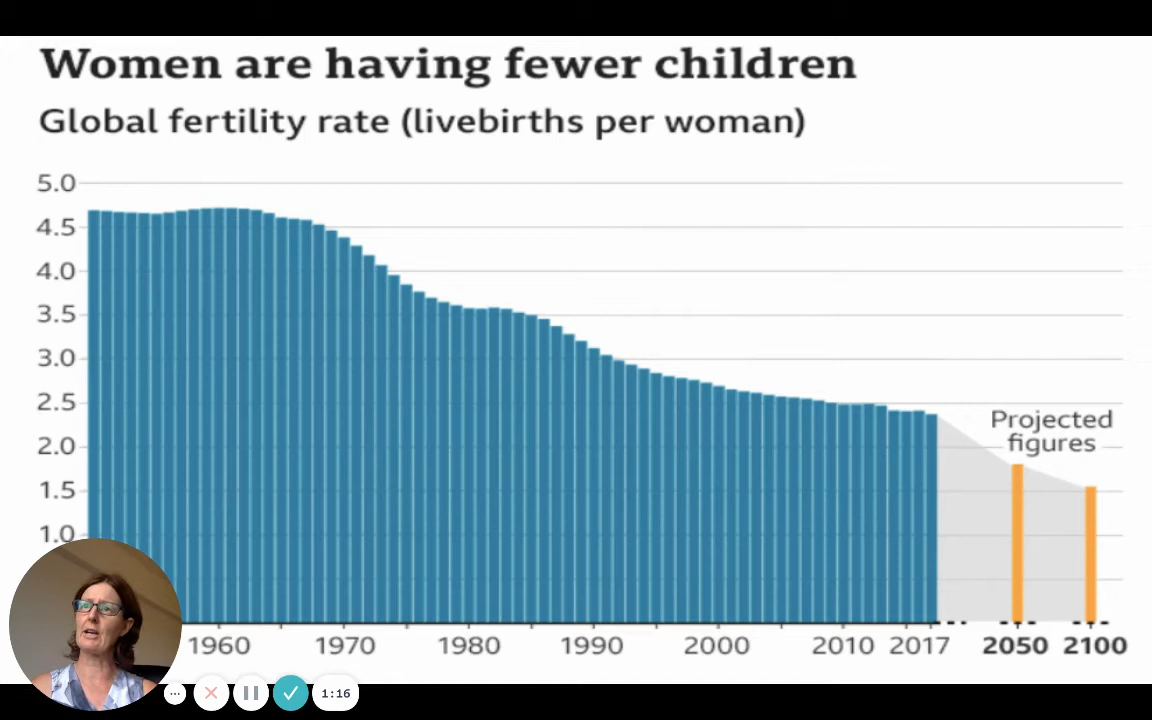 Women are having fewer children
Global fertility rate (livebirths per woman)
5.0
4.5
4.0
3.5
3.0
2.5
2.0
1.5
1.0
Projected
figures
1960 1970 1980 1990 2000 2010 2017 2050 2100
1:16